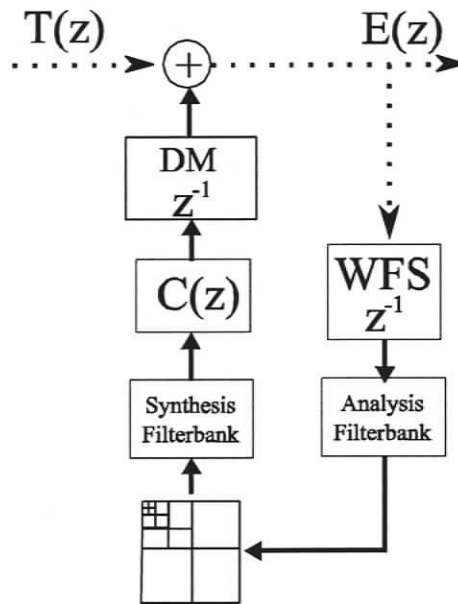 T(z)
E(z)
+
DM
z⁻¹
C(z)
WFS
z⁻¹
Synthesis
Filterbank
Analysis
Filterbank